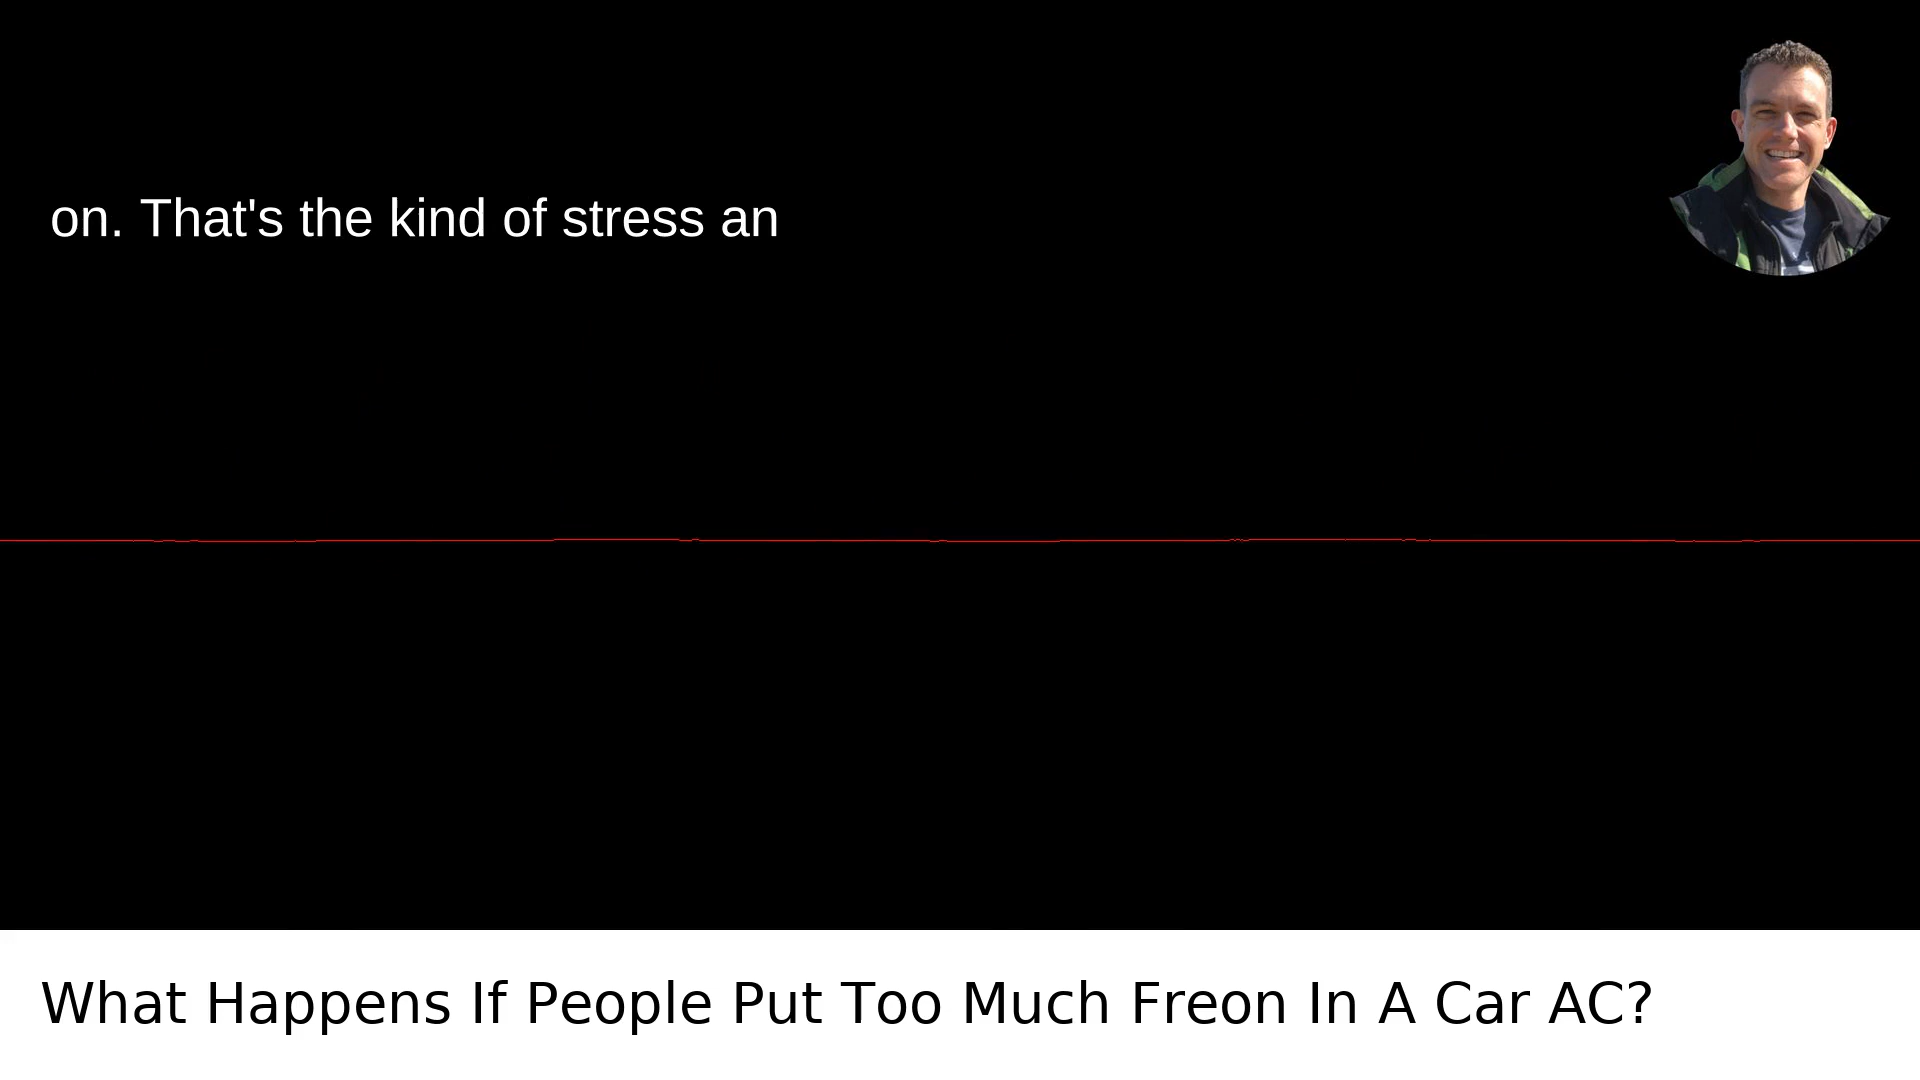 on. That's the kind of stress an
What Happens If People Put Too Much Freon In A Car AC?